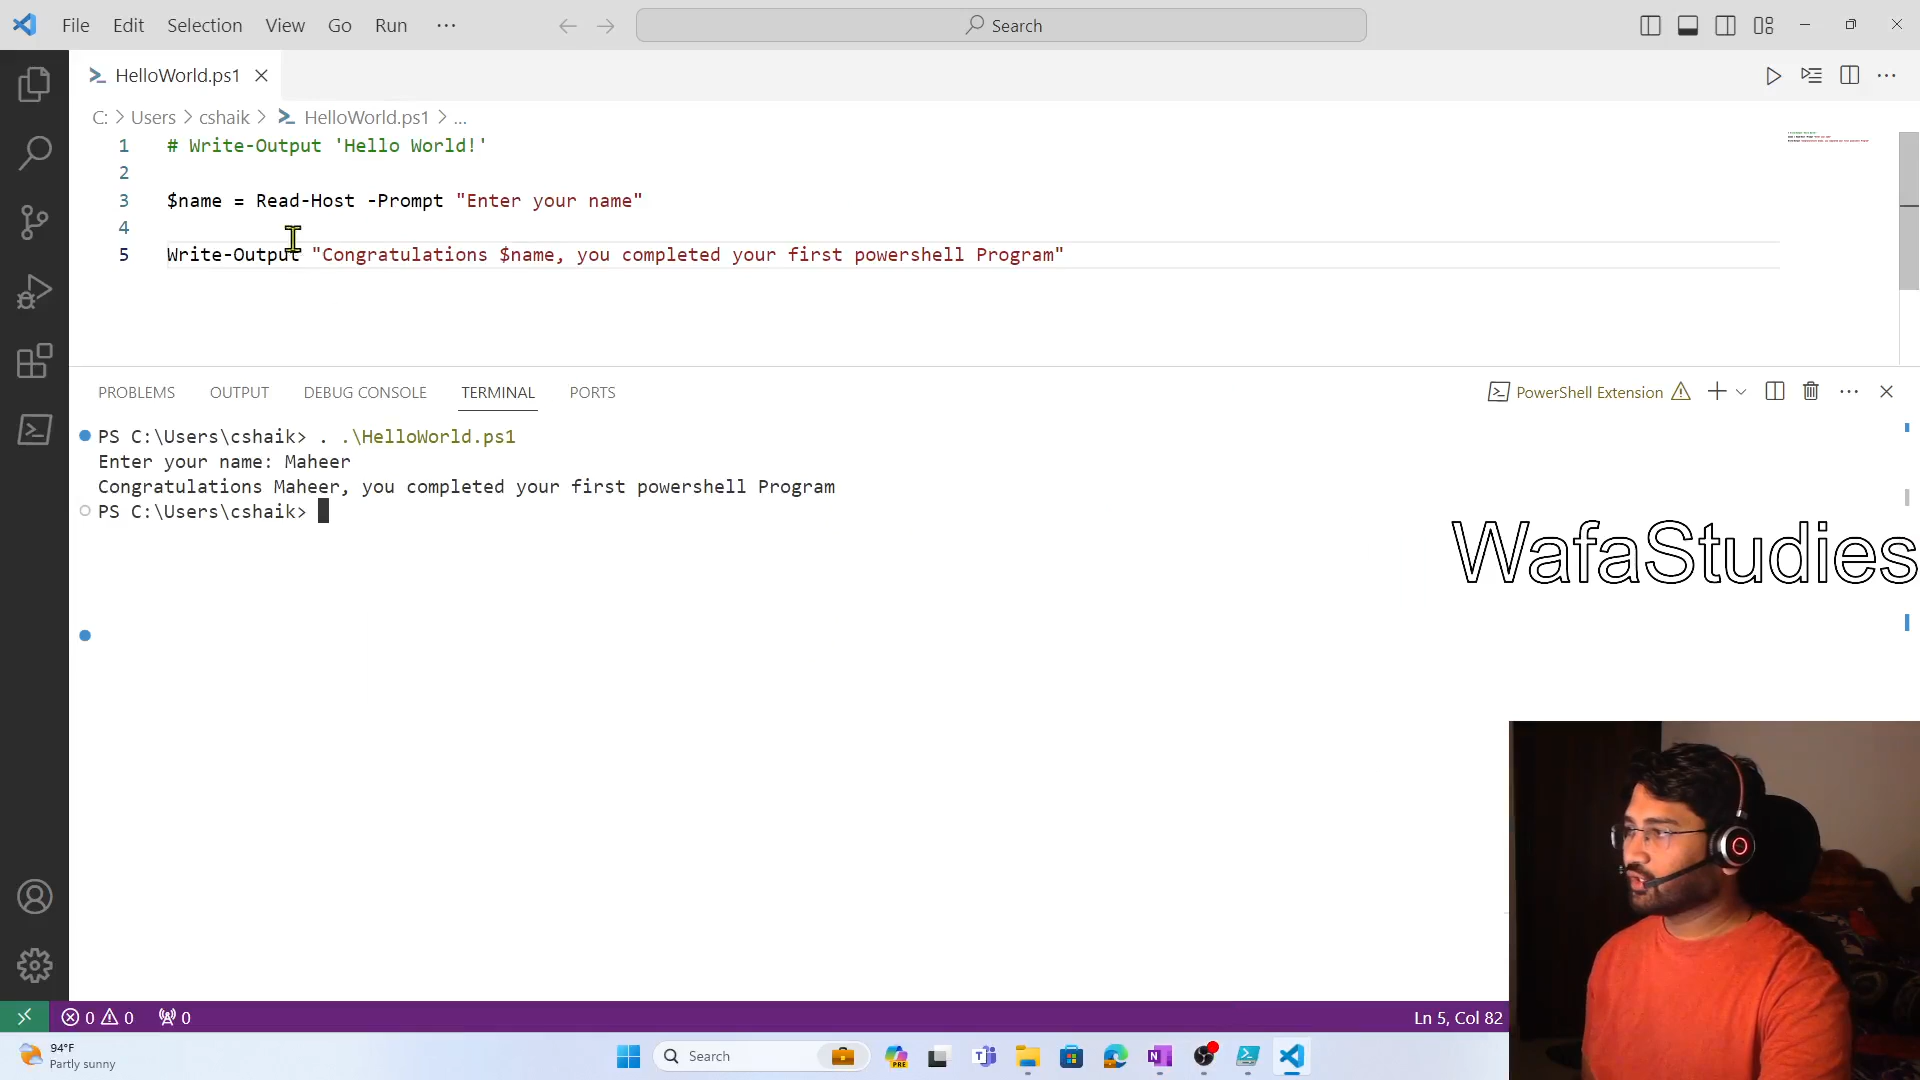 File Edit Selection View Go Run ··· Search
HelloWorld.ps1
C: > Users > cshaik > HelloWorld.ps1 > ...
1 # Write-Output 'Hello World!'
2
3 $name = Read-Host -Prompt "Enter your name"
4
5 Write-Output "Congratulations $name, you completed your first powershell Program"
PROBLEMS OUTPUT DEBUG CONSOLE TERMINAL PORTS PowerShell Extension
PS C:\Users\cshaik> . .\HelloWorld.ps1
Enter your name: Maheer
Congratulations Maheer, you completed your first powershell Program
PS C:\Users\cshaik>
WafaStudies
0 0 0 Ln 5, Col 82
94°F
Partly sunny
Search
PRE